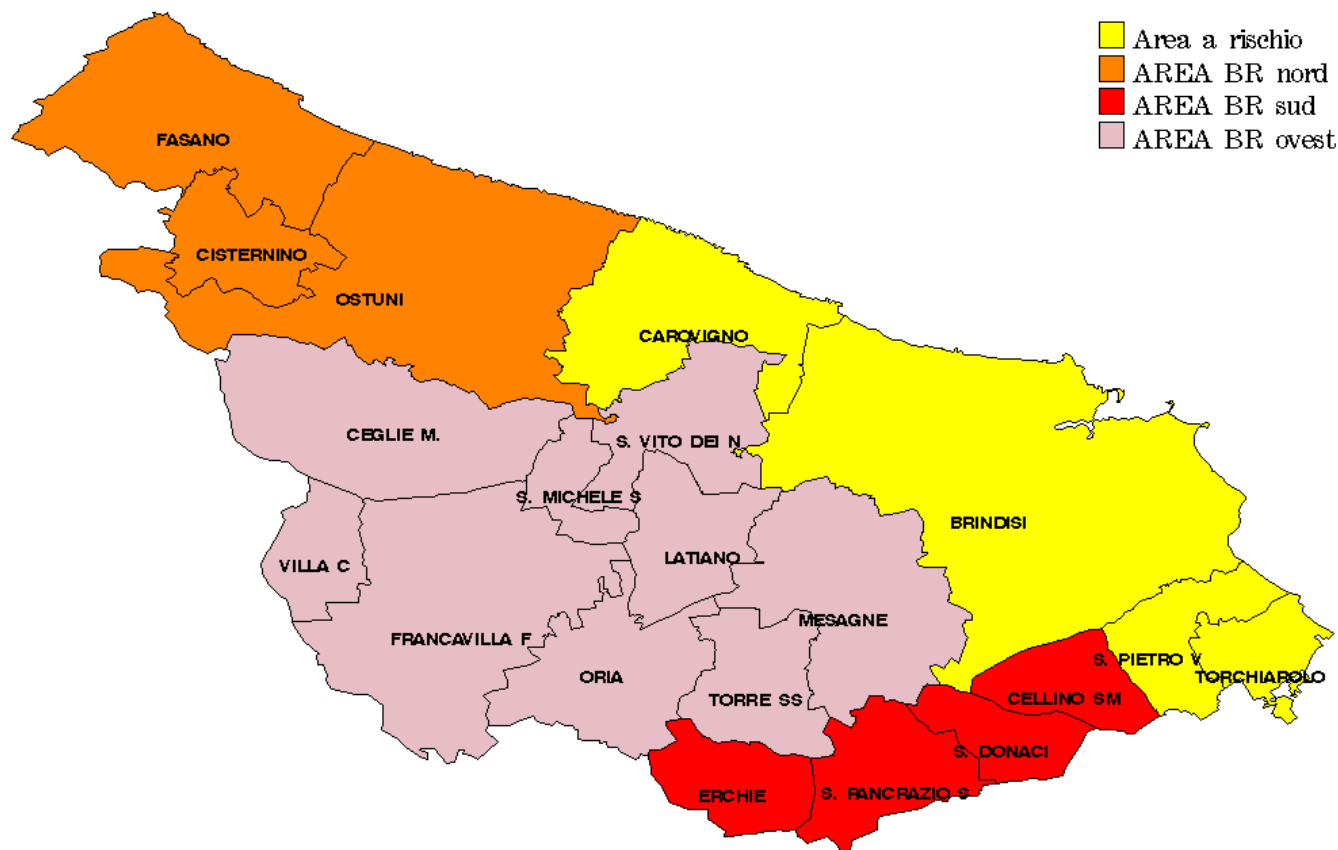 Area a rischio
AREA BR nord
AREA BR sud
AREA BR ovest
FASANO
CISTERNINO
OSTUNI
CAROVIGNO
CEGLIE M.
S. VITO DEI N
S. MICHELE S
BRINDISI
VILLA C
LATIANO
MESAGNE
FRANCAVILLA F
S. PIETRO V
ORIA
TORCHIAROLO
TORRE SS
CELLINO SM
S. DONACI
ERCHIE
S. PANCRAZIO S